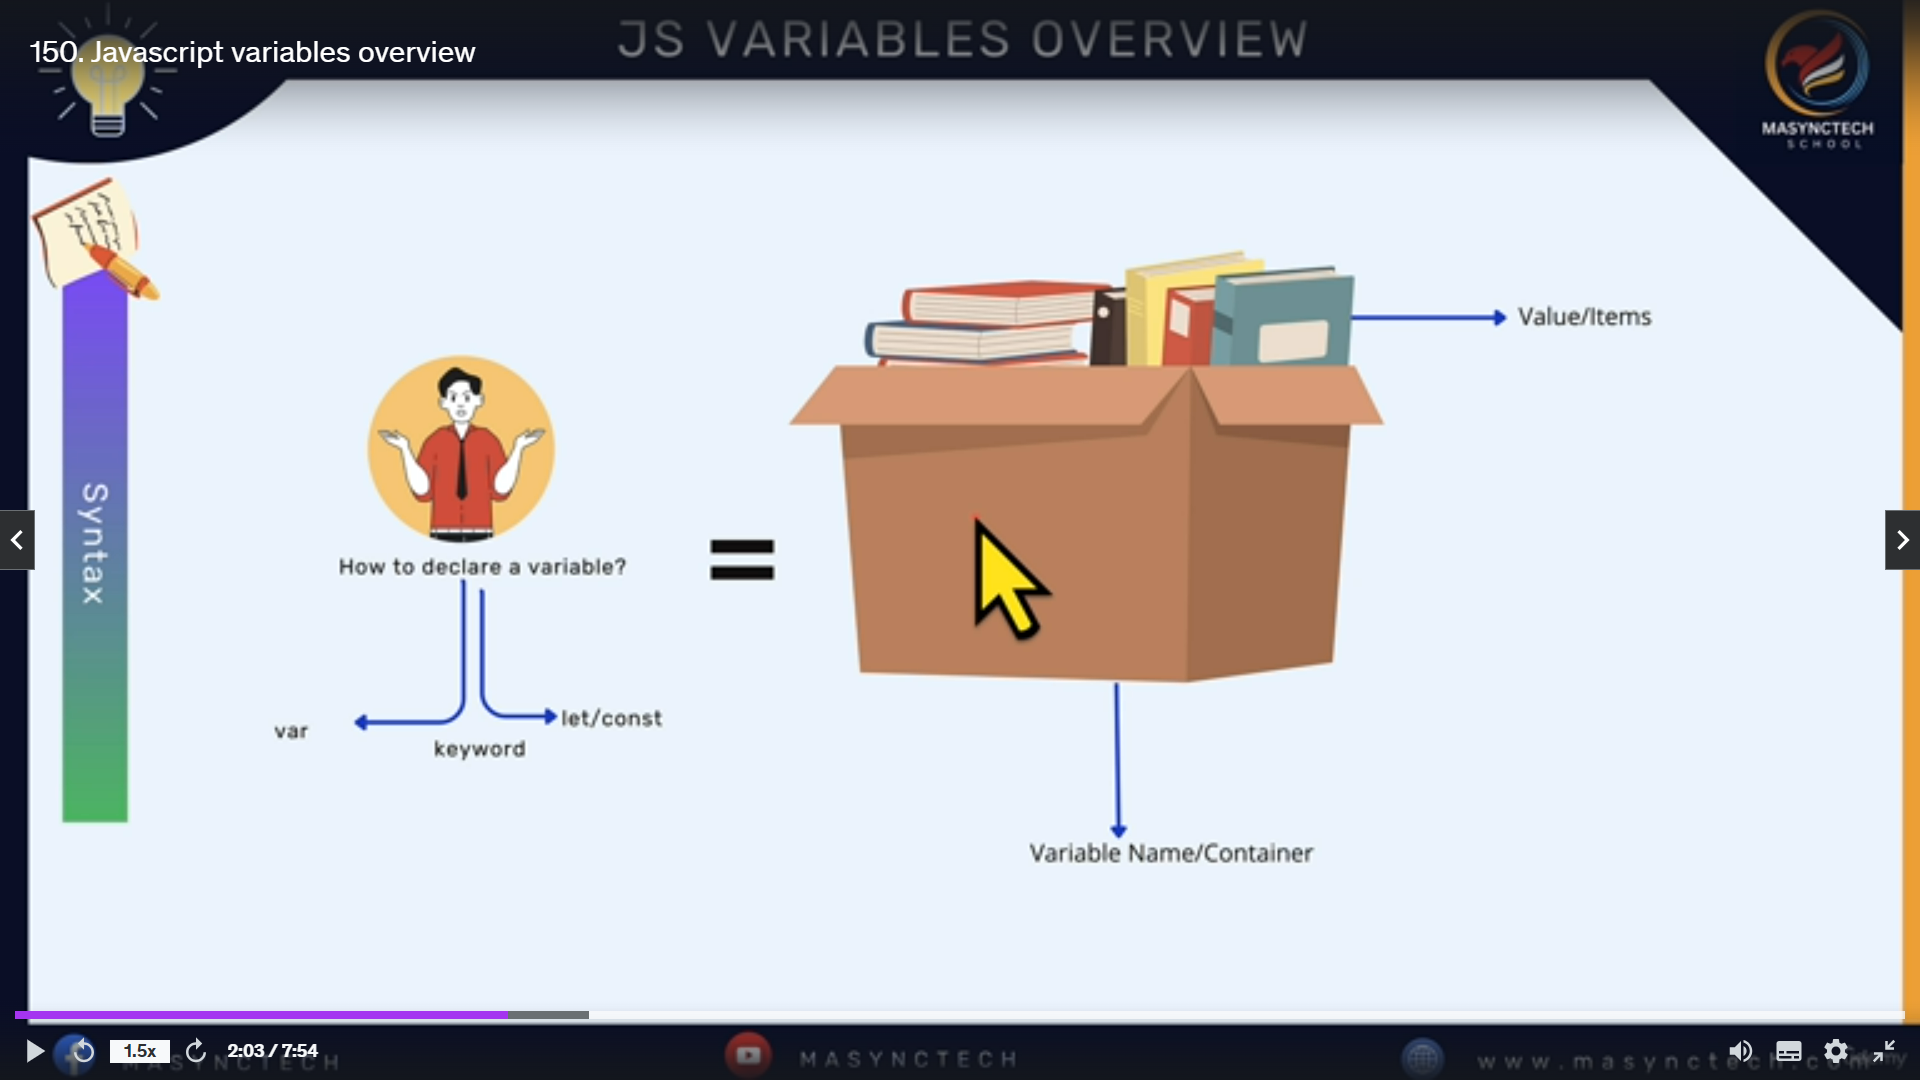 JS VARIABLES OVERVIEW
150. Javascript variables overview
MASYNCTECH
SCHOOL
Syntax
Value/Items
How to declare a variable?
=
var
let/const
keyword
Variable Name/Container
1.5x
2:03 / 7:54
MASYNCTECH
MASYNCTECH
www.masynctech.com